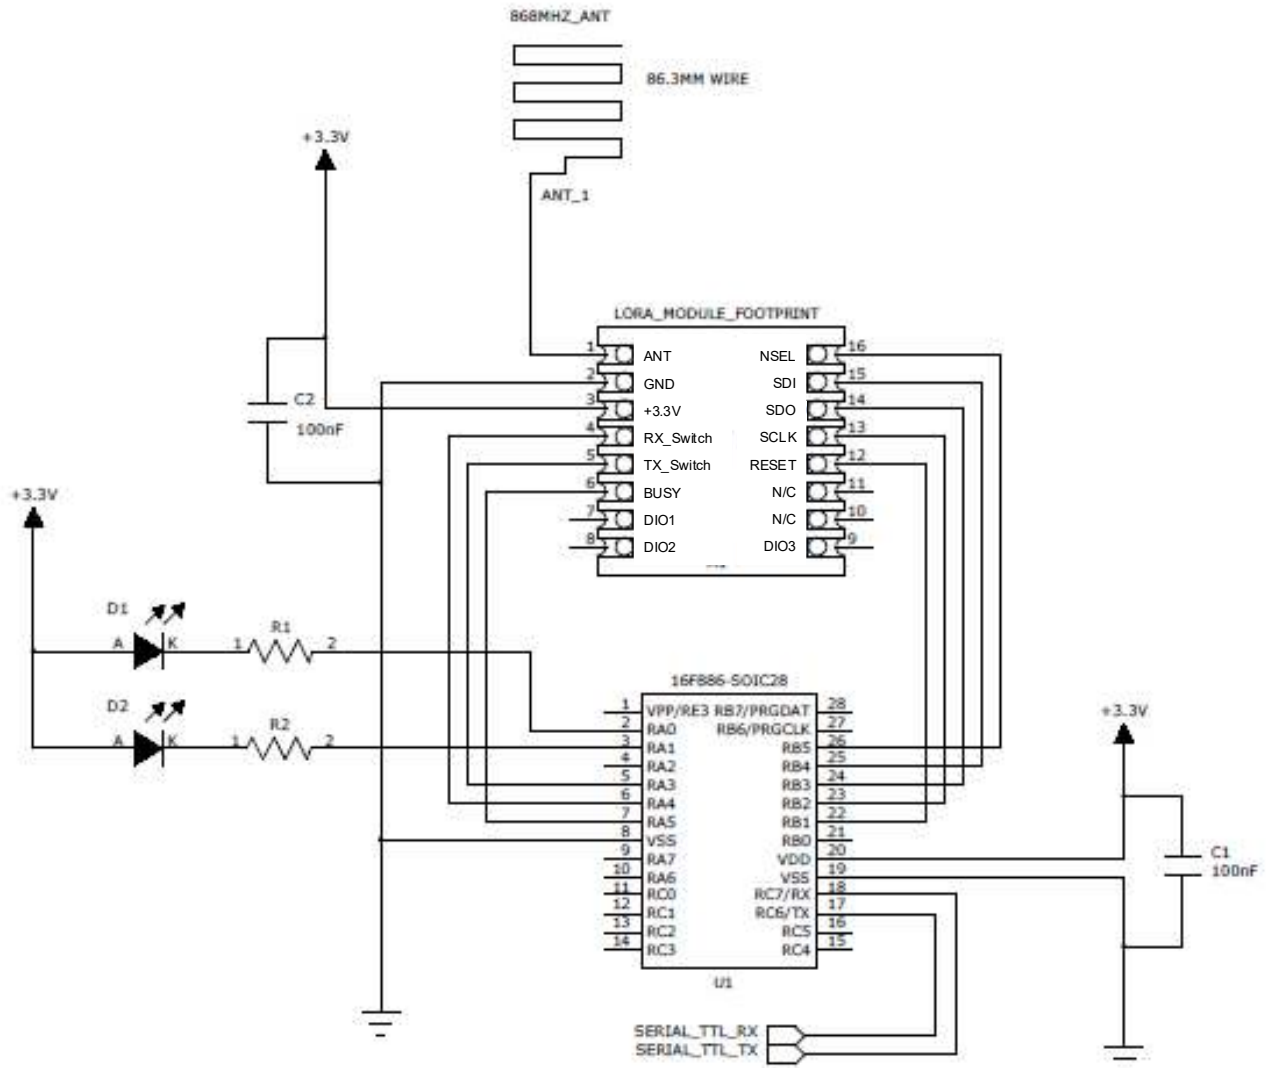 868MHZ_ANT
86.3MM WIRE
+3.3V
ANT_1
LORA_MODULE_FOOTPRINT
1 ANT NSEL 16
2 GND SDI 15
3 +3.3V SDO 14
4 RX_Switch SCLK 13
5 TX_Switch RESET 12
6 BUSY N/C 11
7 DIO1 N/C 10
8 DIO2 DIO3 9
C2
100nF
+3.3V
D1
A K 1 R1 2
D2
A K 1 R2 2
16F886-SOIC28
1 VPP/RE3 RB7/PRGDAT 28
2 RA0 RB6/PRGCLK 27
3 RA1 RB5 26
4 RA2 RB4 25
5 RA3 RB3 24
6 RA4 RB2 23
7 RA5 RB1 22
8 VSS RB0 21
9 RA7 VDD 20
10 RA6 VSS 19
11 RC0 RC7/RX 18
12 RC1 RC6/TX 17
13 RC2 RC5 16
14 RC3 RC4 15
U1
+3.3V
C1
100nF
SERIAL_TTL_RX
SERIAL_TTL_TX